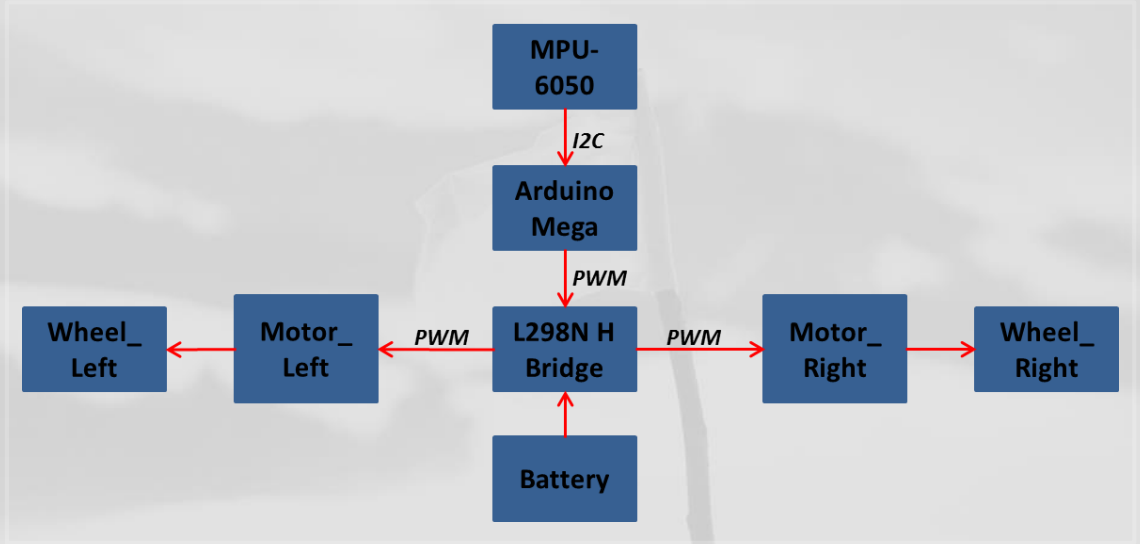 MPU-
6050
I2C
Arduino
Mega
PWM
Wheel_
Left
Motor_
Left
PWM
L298N H
Bridge
PWM
Motor_
Right
Wheel_
Right
Battery